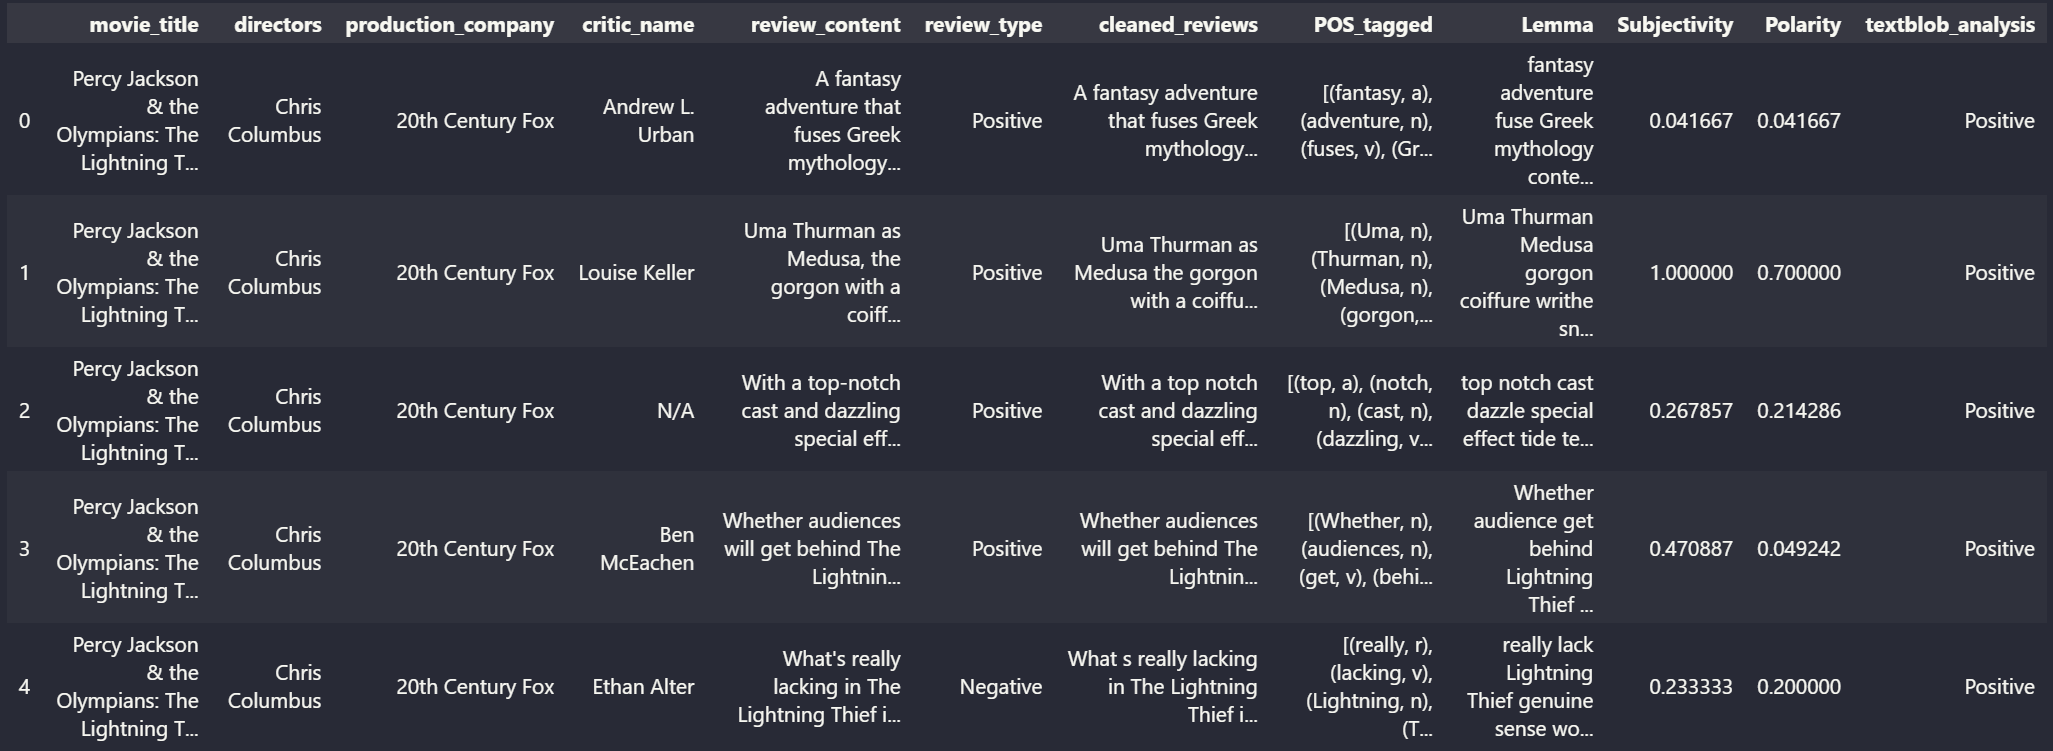 movie_title directors production_company critic_name review_content review_type cleaned_reviews POS_tagged Lemma Subjectivity Polarity textblob_analysis
0
Percy Jackson
& the
Olympians: The
Lightning T...
Chris
Columbus
20th Century Fox
Andrew L.
Urban
A fantasy
adventure that
fuses Greek
mythology...
Positive
A fantasy adventure
that fuses Greek
mythology...
[(fantasy, a),
(adventure, n),
(fuses, v), (Gr...
fantasy
adventure
fuse Greek
mythology
conte...
0.041667
0.041667
Positive
1
Percy Jackson
& the
Olympians: The
Lightning T...
Chris
Columbus
20th Century Fox
Louise Keller
Uma Thurman as
Medusa, the
gorgon with a
coiff...
Positive
Uma Thurman as
Medusa the gorgon
with a coiffu...
[(Uma, n),
(Thurman, n),
(Medusa, n),
(gorgon,...
Uma Thurman
Medusa
gorgon
coiffure writhe
sn...
1.000000
0.700000
Positive
2
Percy Jackson
& the
Olympians: The
Lightning T...
Chris
Columbus
20th Century Fox
N/A
With a top-notch
cast and dazzling
special eff...
Positive
With a top notch
cast and dazzling
special eff...
[(top, a), (notch,
n), (cast, n),
(dazzling, v...
top notch cast
dazzle special
effect tide te...
0.267857
0.214286
Positive
3
Percy Jackson
& the
Olympians: The
Lightning T...
Chris
Columbus
20th Century Fox
Ben
McEachen
Whether audiences
will get behind The
Lightnin...
Positive
Whether audiences
will get behind The
Lightnin...
[(Whether, n),
(audiences, n),
(get, v), (behi...
Whether
audience get
behind
Lightning
Thief ...
0.470887
0.049242
Positive
4
Percy Jackson
& the
Olympians: The
Lightning T...
Chris
Columbus
20th Century Fox
Ethan Alter
What's really
lacking in The
Lightning Thief i...
Negative
What s really lacking
in The Lightning
Thief i...
[(really, r),
(lacking, v),
(Lightning, n),
(T...
really lack
Lightning
Thief genuine
sense wo...
0.233333
0.200000
Positive